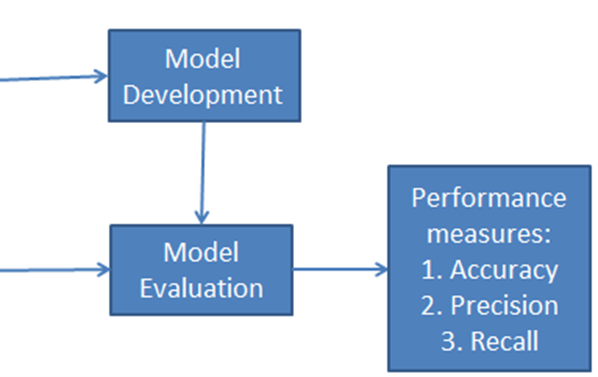 Model
Development
Model
Evaluation
Performance
measures:
1. Accuracy
2. Precision
3. Recall